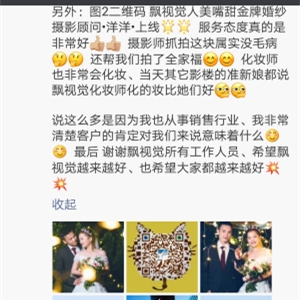 另外：图2二维码 飘视觉人美嘴甜金牌婚纱
摄影顾问•洋洋•上线🌟🌟 服务态度真的是
非常好👍🏻👍🏻 摄影师抓拍这块属实没毛病
🤔🤔 还帮我们拍了全家福😊😊 化妆师
也非常会化妆、当天其它影楼的准新娘都说
飘视觉化妆师化的妆比她们好🧐🧐
说这么多是因为我也从事销售行业、我非常
清楚客户的肯定对我们来说意味着什么😊
😊 最后 谢谢飘视觉所有工作人员、希望飘
视觉越来越好、也希望大家都越来越好💥
💥
收起